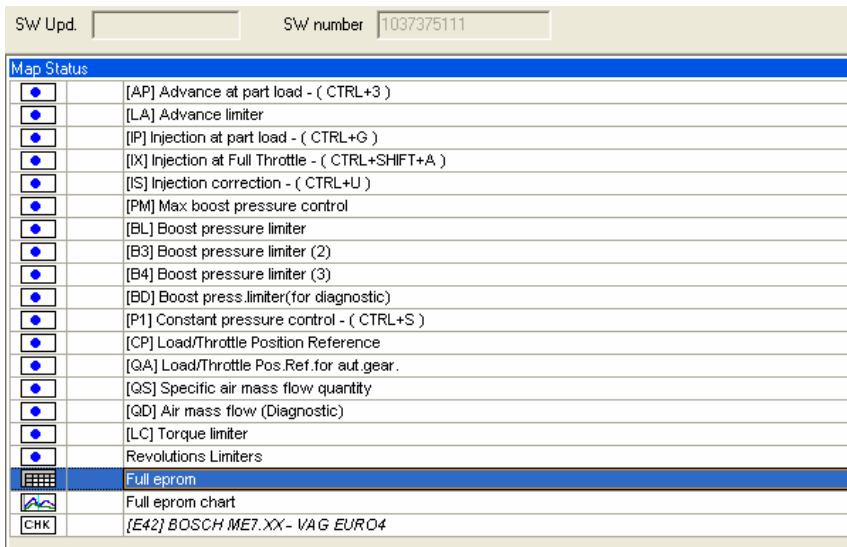 SW Upd. SW number 1037375111
Map Status
[AP] Advance at part load - ( CTRL+3 )
[LA] Advance limiter
[IP] Injection at part load - ( CTRL+G )
[IX] Injection at Full Throttle - ( CTRL+SHIFT+A )
[IS] Injection correction - ( CTRL+U )
[PM] Max boost pressure control
[BL] Boost pressure limiter
[B3] Boost pressure limiter (2)
[B4] Boost pressure limiter (3)
[BD] Boost press.limiter(for diagnostic)
[P1] Constant pressure control - ( CTRL+S )
[CP] Load/Throttle Position Reference
[QA] Load/Throttle Pos.Ref.for aut.gear.
[QS] Specific air mass flow quantity
[QD] Air mass flow (Diagnostic)
[LC] Torque limiter
Revolutions Limiters
Full eprom
Full eprom chart
CHK [E42] BOSCH ME7.XX - VAG EURO4